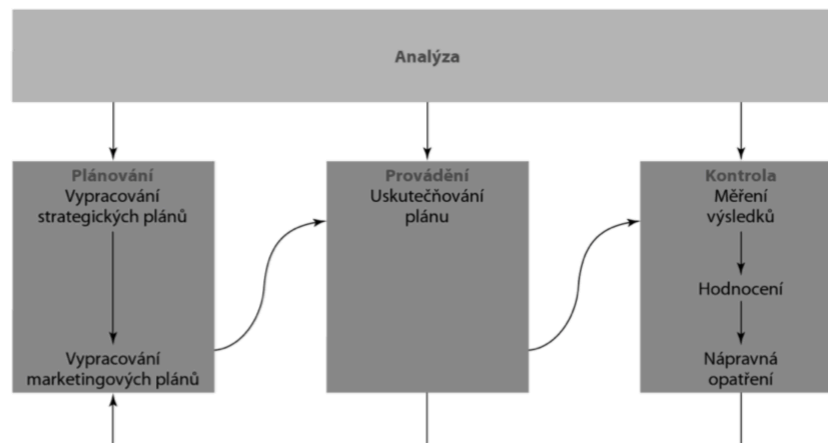 Analýza
Plánování
Vypracování
strategických plánů
Vypracování
marketingových plánů
Provádění
Uskutečňování
plánu
Kontrola
Měření
výsledků
Hodnocení
Nápravná
opatření